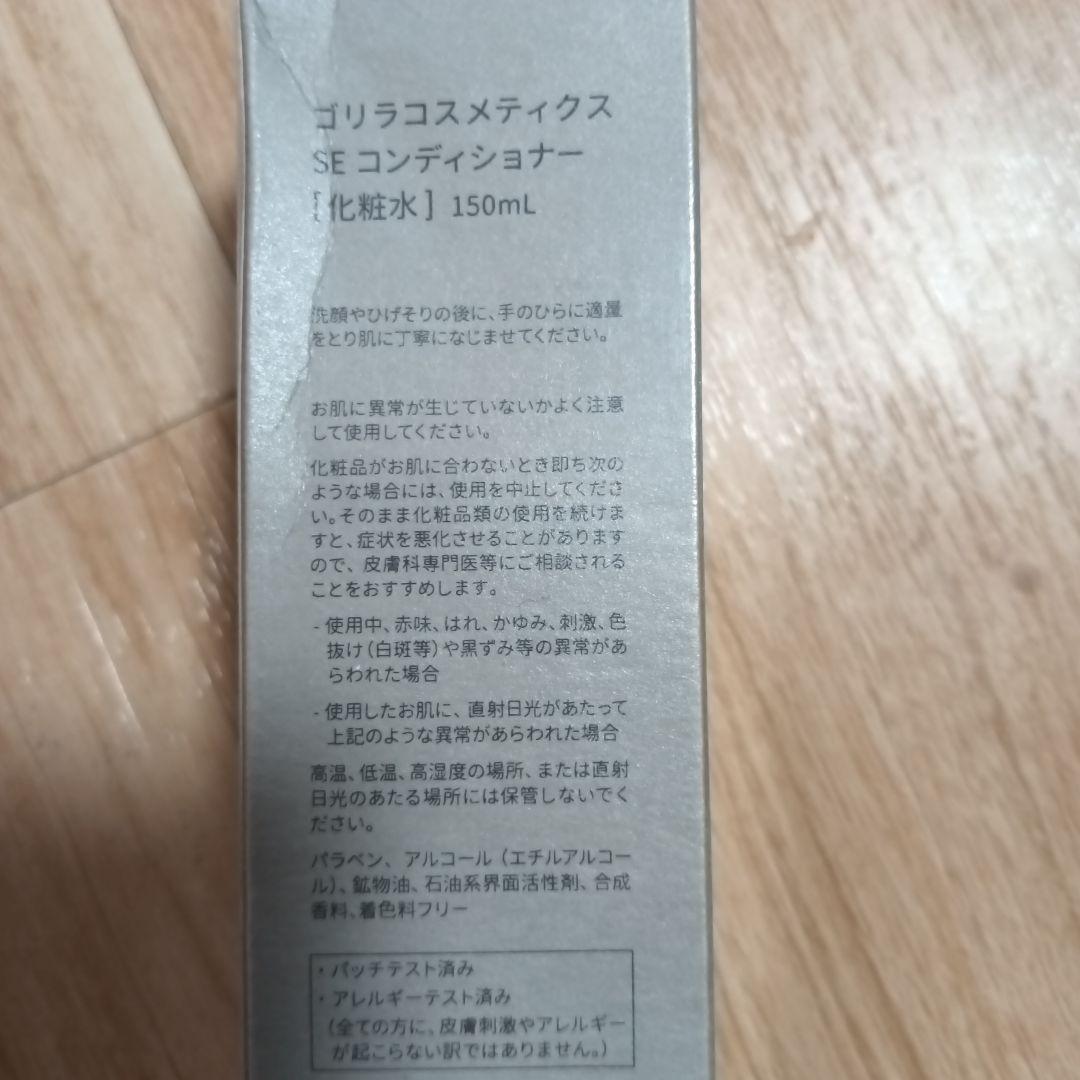 ゴリラコスメティクス
SE コンディショナー
[化粧水] 150mL
洗顔やひげそりの後に、手のひらに適量
をとり肌に丁寧になじませてください。
お肌に異常が生じていないかよく注意
して使用してください。
化粧品がお肌に合わないとき即ち次の
ような場合には、使用を中止してくださ
い。そのまま化粧品類の使用を続けま
すと、症状を悪化させることがあります
ので、皮膚科専門医等にご相談される
ことをおすすめします。
- 使用中、赤味、はれ、かゆみ、刺激、色
抜け（白斑等）や黒ずみ等の異常があ
らわれた場合
- 使用したお肌に、直射日光があたって
上記のような異常があらわれた場合
高温、低温、高湿度の場所、または直射
日光のあたる場所には保管しないでく
ださい。
パラベン、アルコール（エチルアルコー
ル）、鉱物油、石油系界面活性剤、合成
香料、着色料フリー
・パッチテスト済み
・アレルギーテスト済み
（全ての方に、皮膚刺激やアレルギー
が起こらない訳ではありません。）